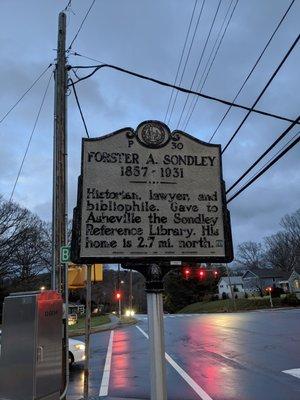 P 30
FORSTER A. SONDLEY
1857-1931
Historian, lawyer, and
bibliophile. Gave to
Asheville the Sondley
Reference Library. His
home is 2.7 mi. north.
B